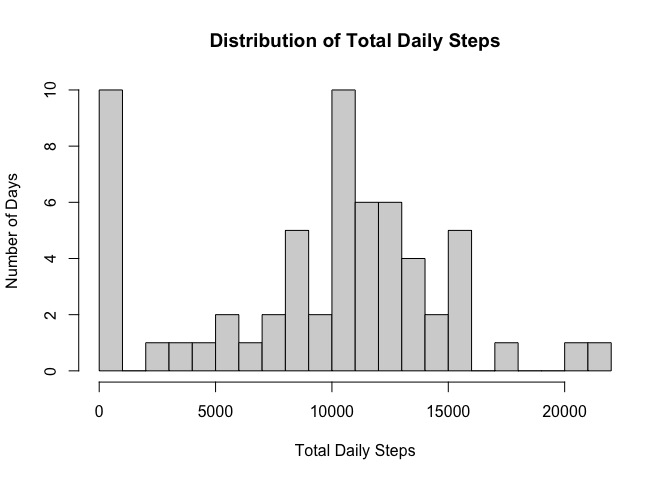 Distribution of Total Daily Steps
Number of Days
10
8
6
4
2
0
0 5000 10000 15000 20000
Total Daily Steps